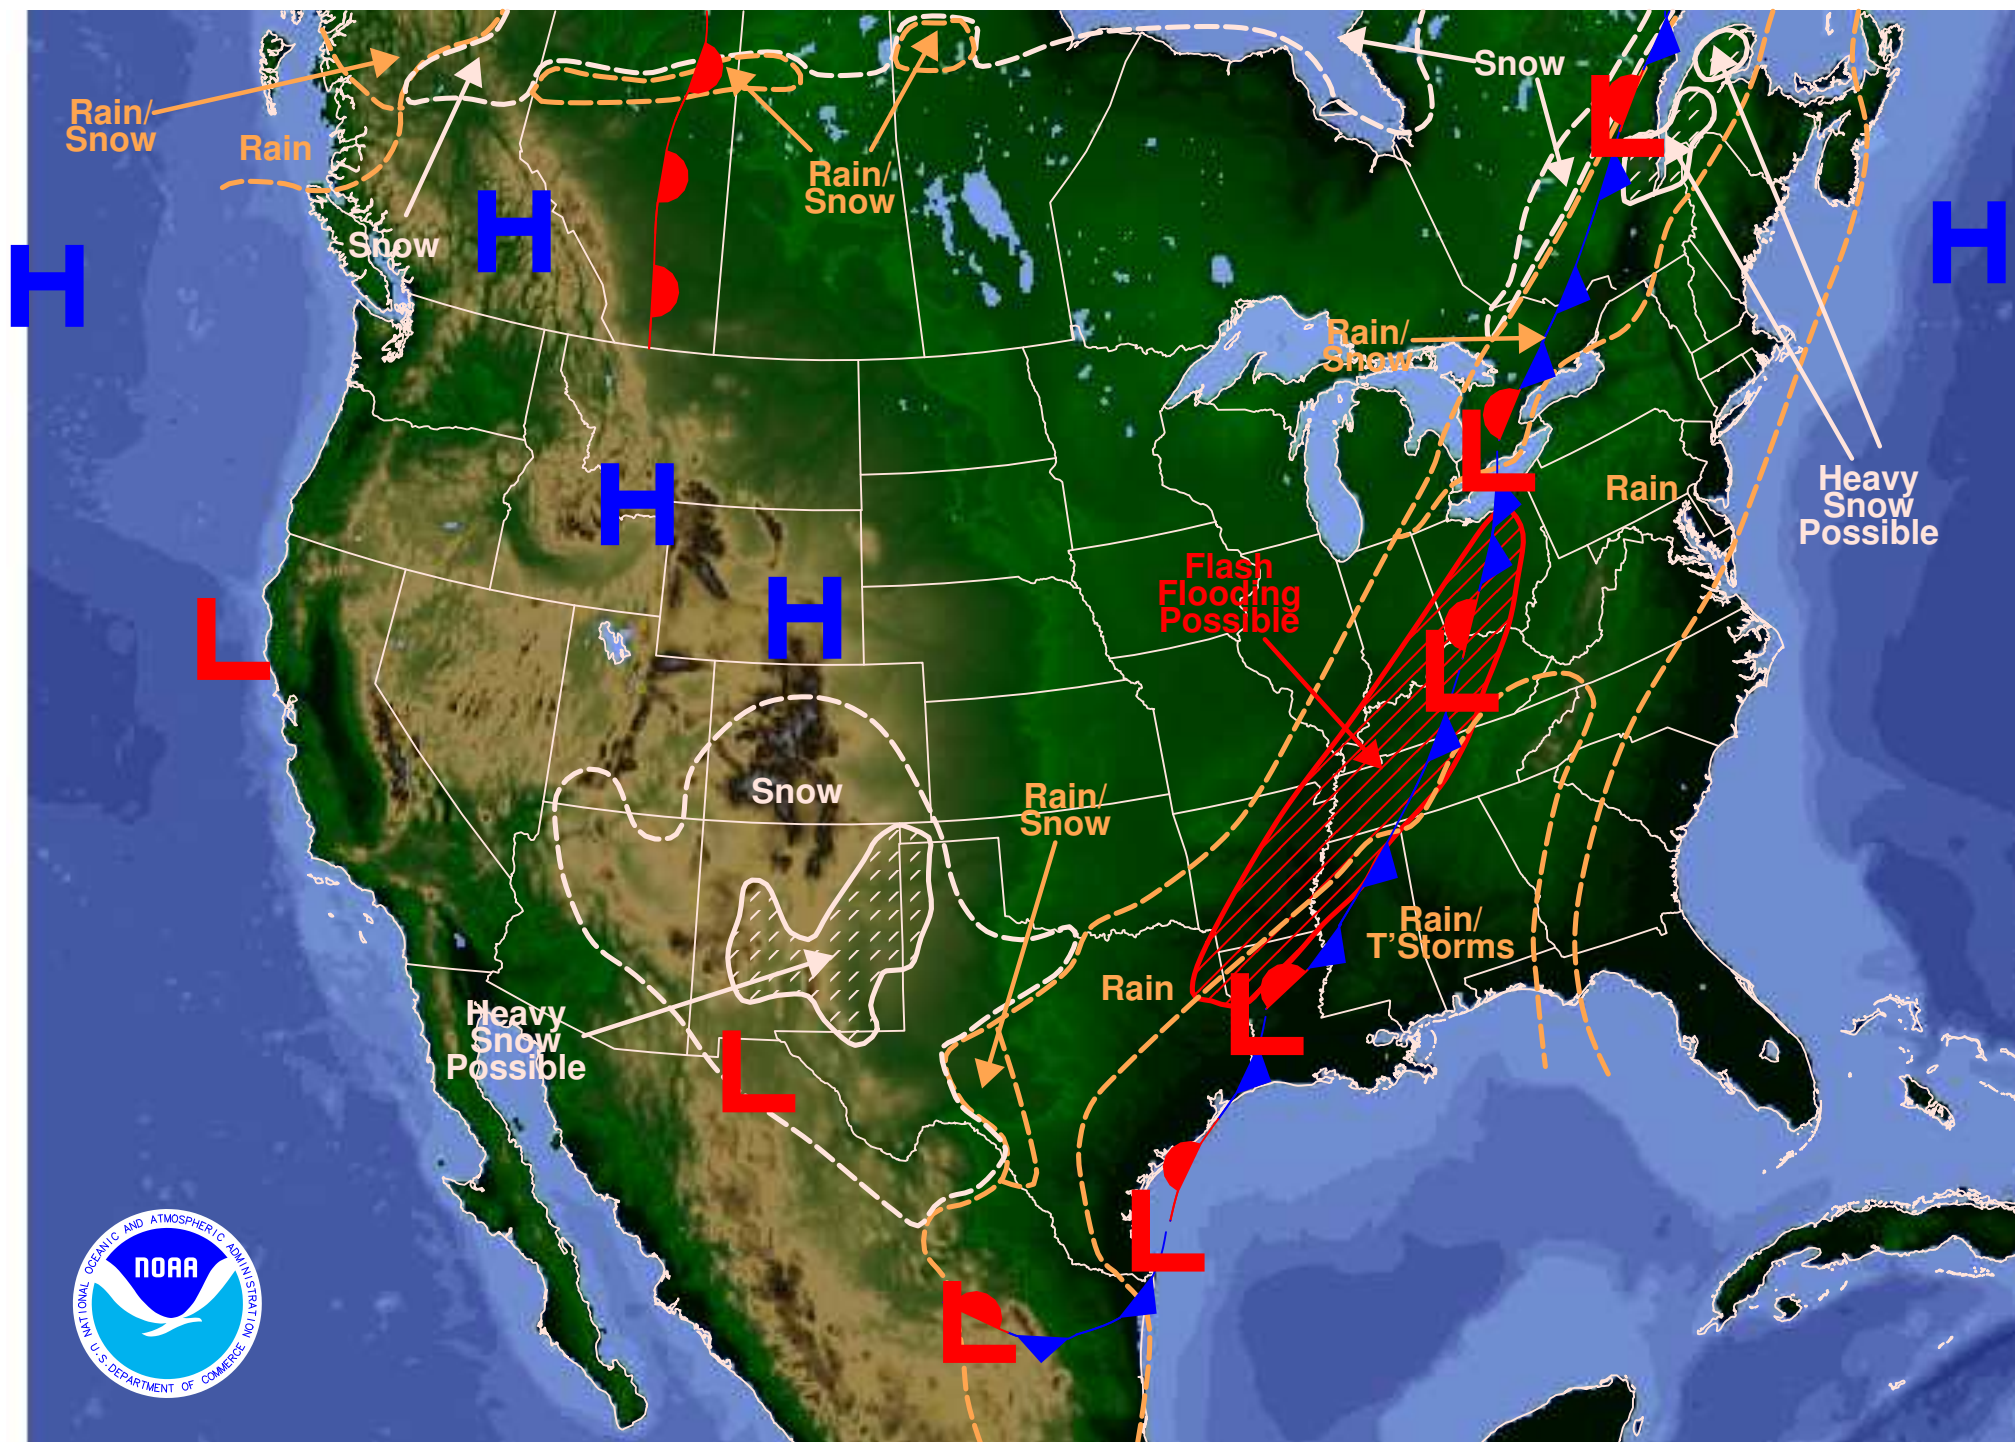 Snow
Rain/
Snow
Rain
Rain/
Snow
Snow
H
H
H
L
Rain/
Snow
L
Heavy
Snow
Possible
Rain
H
H
Flash
Flooding
Possible
L
L
Snow
Rain/
Snow
Rain/
T'Storms
Rain
Heavy
Snow
Possible
L
L
L
L
NATIONAL OCEANIC AND ATMOSPHERIC ADMINISTRATION
NOAA
U.S. DEPARTMENT OF COMMERCE